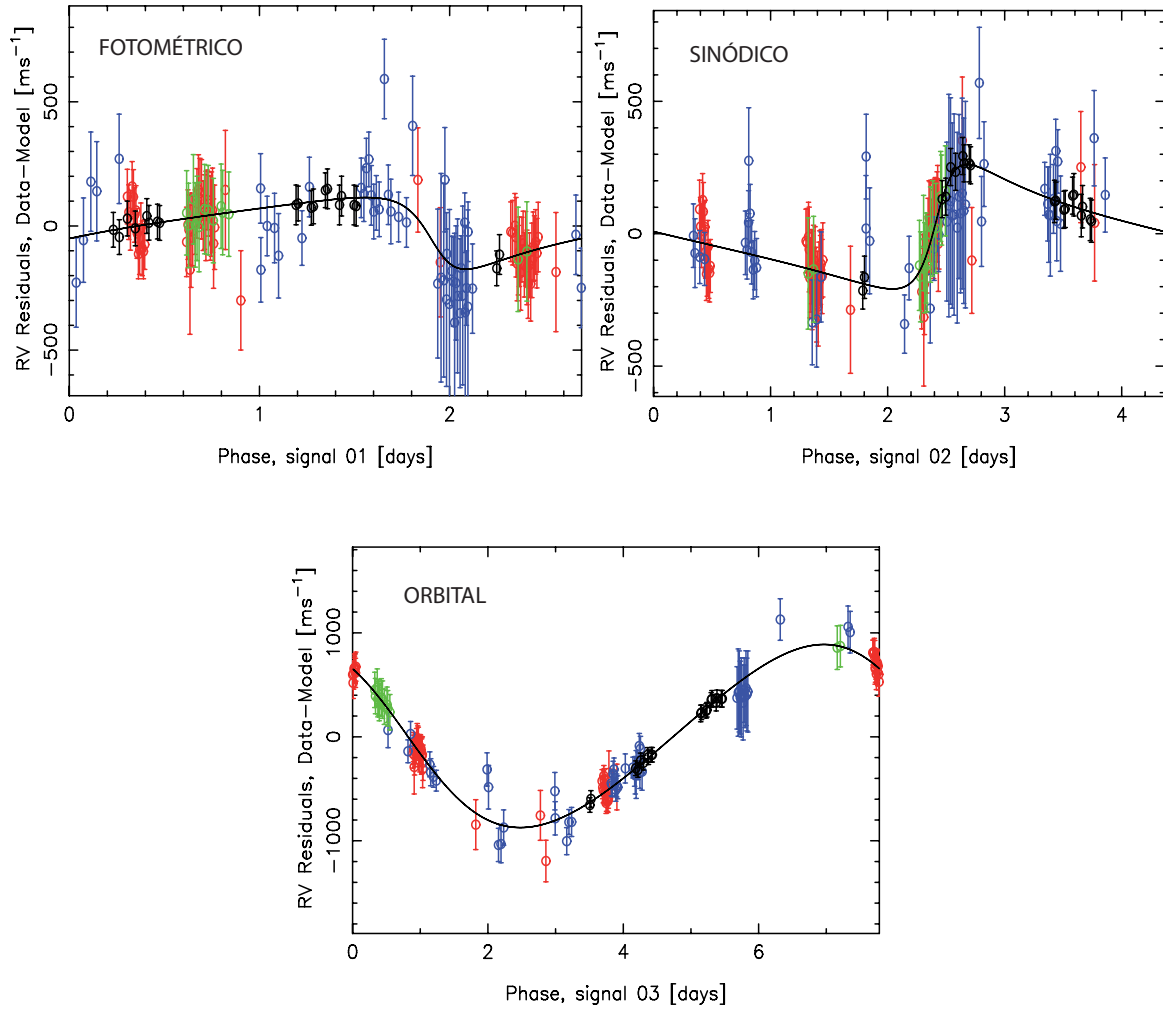 FOTOMÉTRICO
RV Residuals, Data−Model [ms⁻¹]
500
0
−500
0
1
2
Phase, signal 01 [days]
SINÓDICO
RV Residuals, Data−Model [ms⁻¹]
500
0
−500
0
1
2
3
4
Phase, signal 02 [days]
ORBITAL
RV Residuals, Data−Model [ms⁻¹]
1000
0
−1000
0
2
4
6
Phase, signal 03 [days]